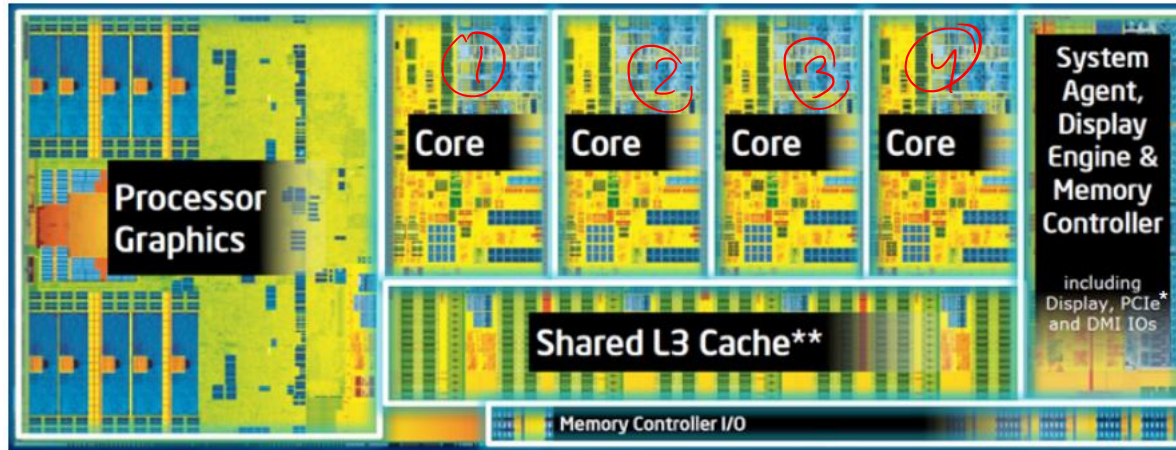 Processor
Graphics
1
2
3
4
Core
Core
Core
Core
System
Agent,
Display
Engine &
Memory
Controller
including
Display, PCIe*
and DMI IOs
Shared L3 Cache**
Memory Controller I/O